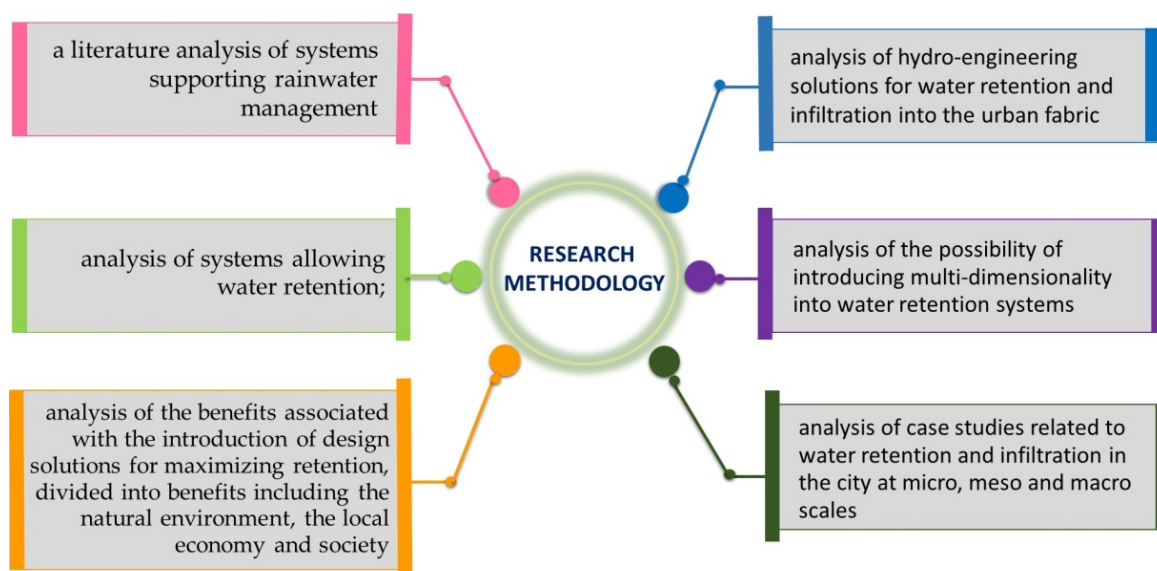 a literature analysis of systems
supporting rainwater
management
analysis of systems allowing
water retention;
analysis of the benefits associated
with the introduction of design
solutions for maximizing retention,
divided into benefits including the
natural environment, the local
economy and society
RESEARCH
METHODOLOGY
analysis of hydro-engineering
solutions for water retention and
infiltration into the urban fabric
analysis of the possibility of
introducing multi-dimensionality
into water retention systems
analysis of case studies related to
water retention and infiltration in
the city at micro, meso and macro
scales